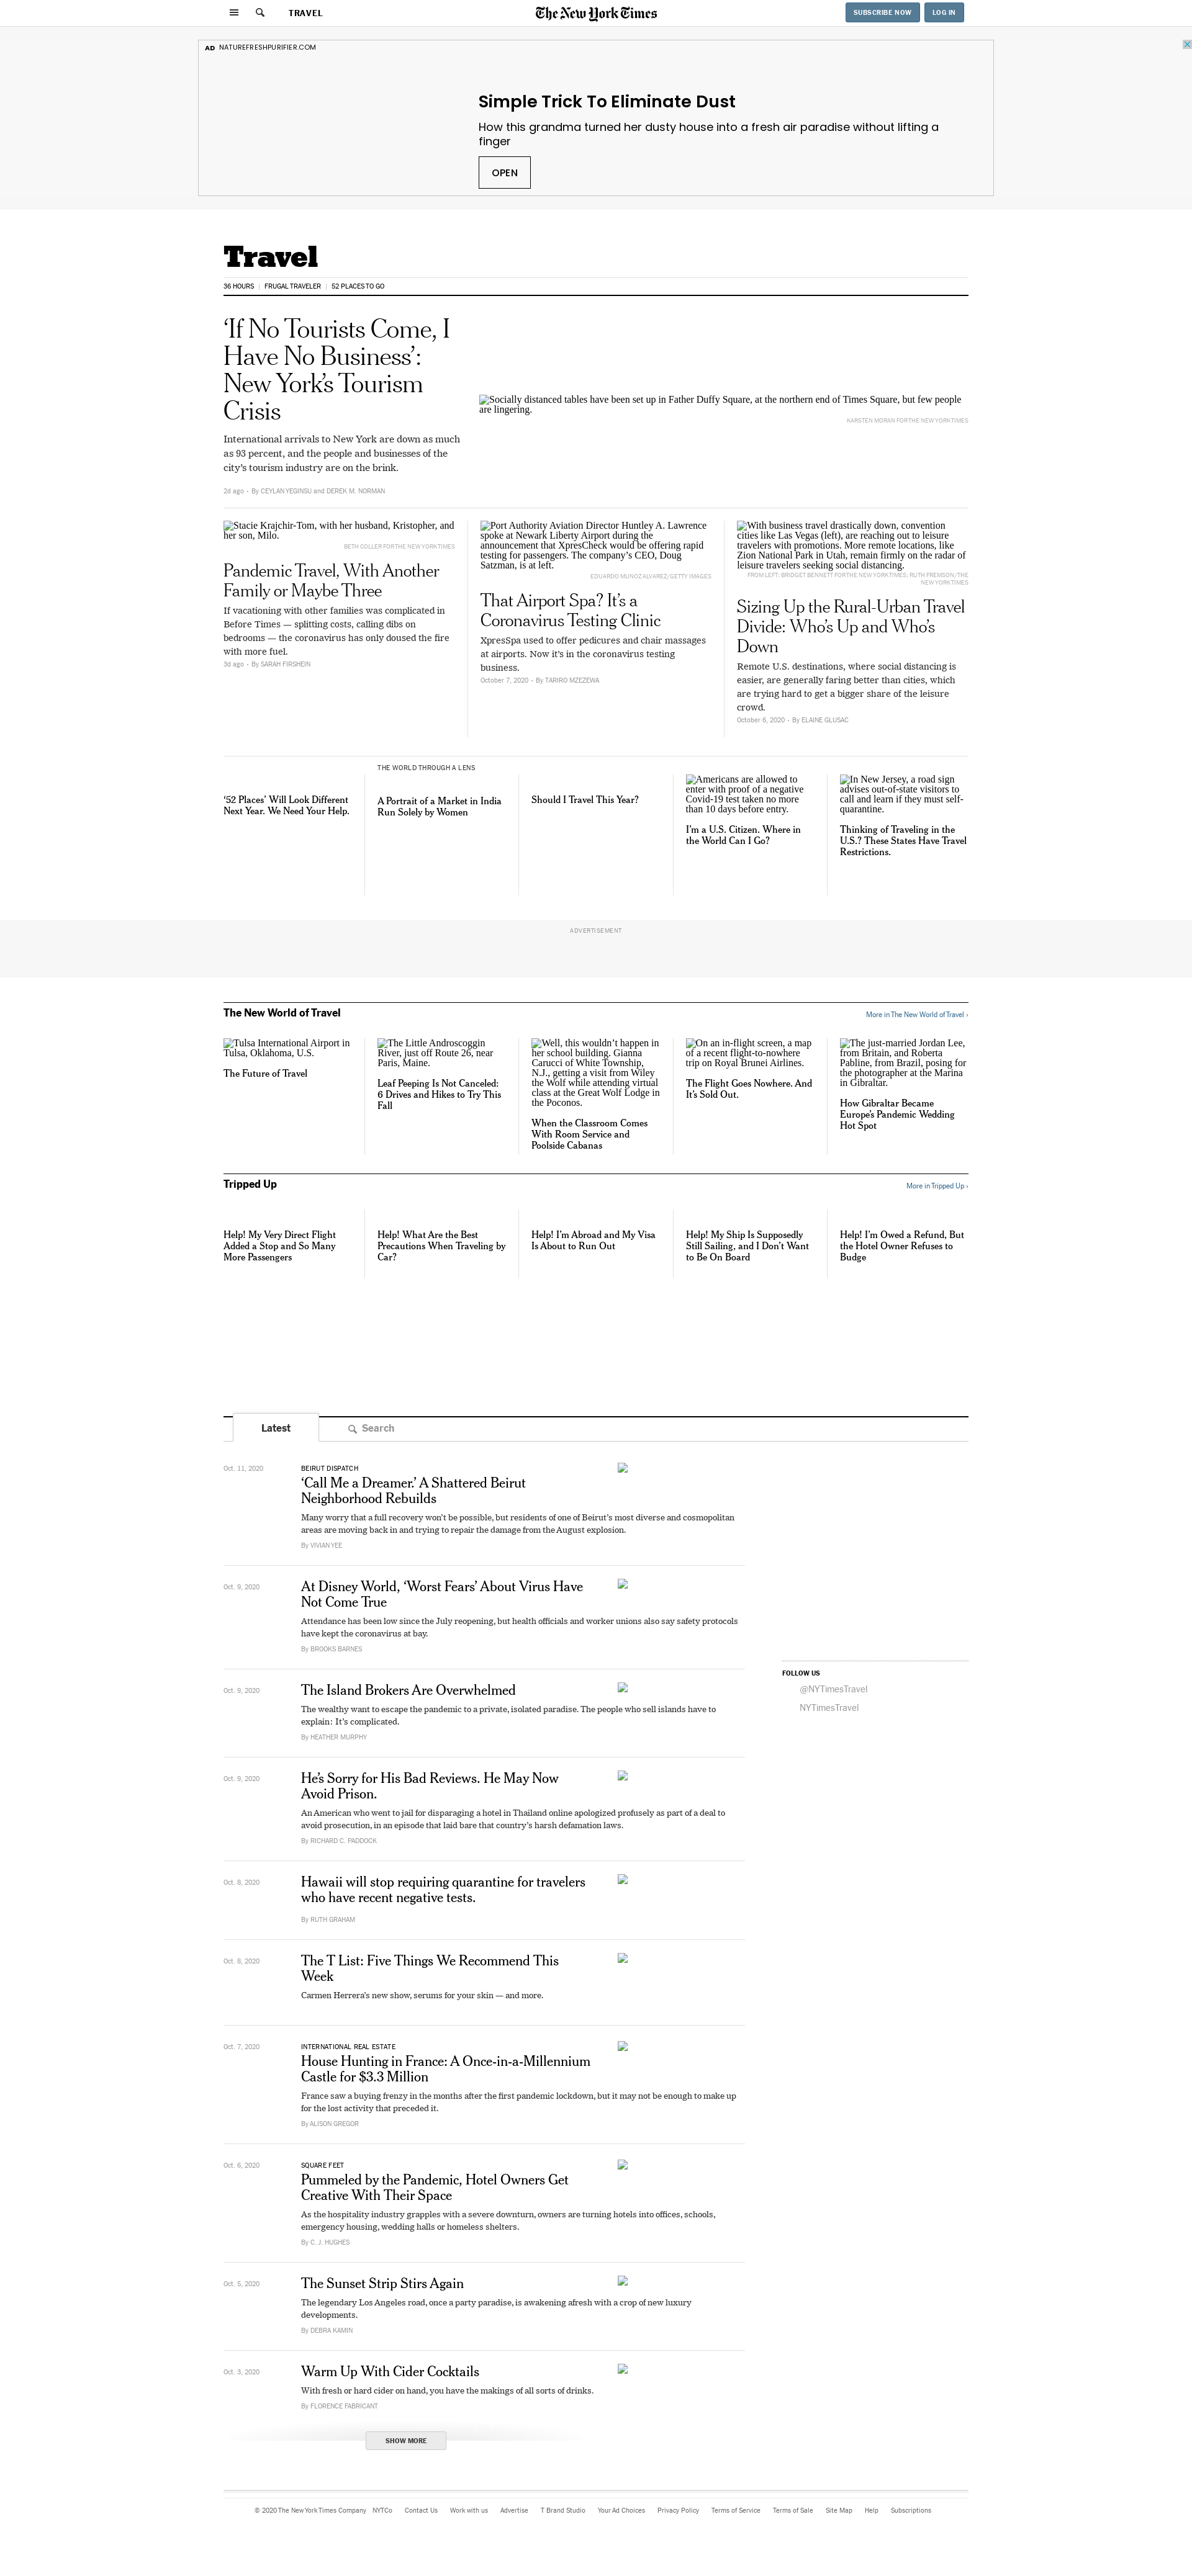 TRAVEL
The New York Times
SUBSCRIBE NOW
LOG IN
AD NATUREFRESHPURIFIER.COM
Simple Trick To Eliminate Dust
How this grandma turned her dusty house into a fresh air paradise without lifting a
finger
OPEN
Travel
36 HOURS
FRUGAL TRAVELER
52 PLACES TO GO
‘If No Tourists Come, I
Have No Business’:
New York’s Tourism
Crisis
International arrivals to New York are down as much
as 93 percent, and the people and businesses of the
city’s tourism industry are on the brink.
2d ago • By CEYLAN YEGINSU and DEREK M. NORMAN
Socially distanced tables have been set up in Father Duffy Square, at the northern end of Times Square, but few people
are lingering.
KARSTEN MORAN FOR THE NEW YORK TIMES
Stacie Krajchir-Tom, with her husband, Kristopher, and
her son, Milo.
BETH COLLER FOR THE NEW YORK TIMES
Pandemic Travel, With Another
Family or Maybe Three
If vacationing with other families was complicated in
Before Times — splitting costs, calling dibs on
bedrooms — the coronavirus has only doused the fire
with more fuel.
3d ago • By SARAH FIRSHEIN
Port Authority Aviation Director Huntley A. Lawrence
spoke at Newark Liberty Airport during the
announcement that XpresCheck would be offering rapid
testing for passengers. The company’s CEO, Doug
Satzman, is at left.
EDUARDO MUNOZ ALVAREZ/GETTY IMAGES
That Airport Spa? It’s a
Coronavirus Testing Clinic
XpresSpa used to offer pedicures and chair massages
at airports. Now it’s in the coronavirus testing
business.
October 7, 2020 • By TARIRO MZEZEWA
With business travel drastically down, convention
cities like Las Vegas (left), are reaching out to leisure
travelers with promotions. More remote locations, like
Zion National Park in Utah, remain firmly on the radar of
leisure travelers seeking social distancing.
FROM LEFT: BRIDGET BENNETT FOR THE NEW YORK TIMES; RUTH FREMSON/THE
NEW YORK TIMES
Sizing Up the Rural-Urban Travel
Divide: Who’s Up and Who’s
Down
Remote U.S. destinations, where social distancing is
easier, are generally faring better than cities, which
are trying hard to get a bigger share of the leisure
crowd.
October 6, 2020 • By ELAINE GLUSAC
‘52 Places’ Will Look Different
Next Year. We Need Your Help.
THE WORLD THROUGH A LENS
A Portrait of a Market in India
Run Solely by Women
Should I Travel This Year?
Americans are allowed to
enter with proof of a negative
Covid-19 test taken no more
than 10 days before entry.
I’m a U.S. Citizen. Where in
the World Can I Go?
In New Jersey, a road sign
advises out-of-state visitors to
call and learn if they must self-
quarantine.
Thinking of Traveling in the
U.S.? These States Have Travel
Restrictions.
ADVERTISEMENT
The New World of Travel
More in The New World of Travel ›
Tulsa International Airport in
Tulsa, Oklahoma, U.S.
The Future of Travel
The Little Androscoggin
River, just off Route 26, near
Paris, Maine.
Leaf Peeping Is Not Canceled:
6 Drives and Hikes to Try This
Fall
Well, this wouldn’t happen in
her school building. Gianna
Carucci of White Township,
N.J., getting a visit from Wiley
the Wolf while attending virtual
class at the Great Wolf Lodge in
the Poconos.
When the Classroom Comes
With Room Service and
Poolside Cabanas
On an in-flight screen, a map
of a recent flight-to-nowhere
trip on Royal Brunei Airlines.
The Flight Goes Nowhere. And
It’s Sold Out.
The just-married Jordan Lee,
from Britain, and Roberta
Pabline, from Brazil, posing for
the photographer at the Marina
in Gibraltar.
How Gibraltar Became
Europe’s Pandemic Wedding
Hot Spot
Tripped Up
More in Tripped Up ›
Help! My Very Direct Flight
Added a Stop and So Many
More Passengers
Help! What Are the Best
Precautions When Traveling by
Car?
Help! I’m Abroad and My Visa
Is About to Run Out
Help! My Ship Is Supposedly
Still Sailing, and I Don’t Want
to Be On Board
Help! I’m Owed a Refund, But
the Hotel Owner Refuses to
Budge
Latest
Search
Oct. 11, 2020
BEIRUT DISPATCH
‘Call Me a Dreamer.’ A Shattered Beirut
Neighborhood Rebuilds
Many worry that a full recovery won’t be possible, but residents of one of Beirut’s most diverse and cosmopolitan
areas are moving back in and trying to repair the damage from the August explosion.
By VIVIAN YEE
Oct. 9, 2020
At Disney World, ‘Worst Fears’ About Virus Have
Not Come True
Attendance has been low since the July reopening, but health officials and worker unions also say safety protocols
have kept the coronavirus at bay.
By BROOKS BARNES
FOLLOW US
@NYTimesTravel
NYTimesTravel
Oct. 9, 2020
The Island Brokers Are Overwhelmed
The wealthy want to escape the pandemic to a private, isolated paradise. The people who sell islands have to
explain: It’s complicated.
By HEATHER MURPHY
Oct. 9, 2020
He’s Sorry for His Bad Reviews. He May Now
Avoid Prison.
An American who went to jail for disparaging a hotel in Thailand online apologized profusely as part of a deal to
avoid prosecution, in an episode that laid bare that country’s harsh defamation laws.
By RICHARD C. PADDOCK
Oct. 8, 2020
Hawaii will stop requiring quarantine for travelers
who have recent negative tests.
By RUTH GRAHAM
Oct. 8, 2020
The T List: Five Things We Recommend This
Week
Carmen Herrera’s new show, serums for your skin — and more.
Oct. 7, 2020
INTERNATIONAL REAL ESTATE
House Hunting in France: A Once-in-a-Millennium
Castle for $3.3 Million
France saw a buying frenzy in the months after the first pandemic lockdown, but it may not be enough to make up
for the lost activity that preceded it.
By ALISON GREGOR
Oct. 6, 2020
SQUARE FEET
Pummeled by the Pandemic, Hotel Owners Get
Creative With Their Space
As the hospitality industry grapples with a severe downturn, owners are turning hotels into offices, schools,
emergency housing, wedding halls or homeless shelters.
By C. J. HUGHES
Oct. 5, 2020
The Sunset Strip Stirs Again
The legendary Los Angeles road, once a party paradise, is awakening afresh with a crop of new luxury
developments.
By DEBRA KAMIN
Oct. 3, 2020
Warm Up With Cider Cocktails
With fresh or hard cider on hand, you have the makings of all sorts of drinks.
By FLORENCE FABRICANT
SHOW MORE
© 2020 The New York Times Company NYTCo Contact Us Work with us Advertise T Brand Studio Your Ad Choices Privacy Policy Terms of Service Terms of Sale Site Map Help Subscriptions